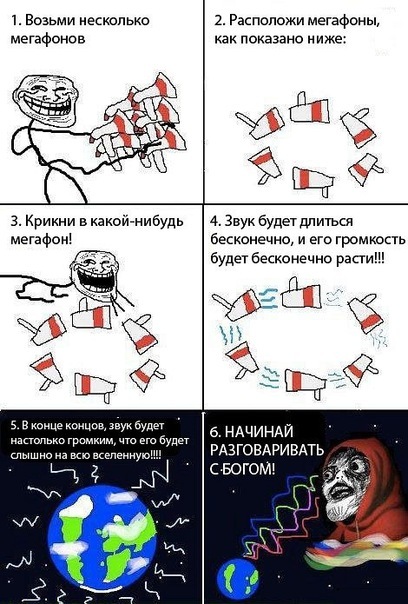 1. Возьми несколько
мегафонов
2. Расположи мегафоны,
как показано ниже:
3. Крикни в какой-нибудь
мегафон!
4. Звук будет длиться
бесконечно, и его громкость
будет бесконечно расти!!!
5. В конце концов, звук будет
настолько громким, что его будет
слышно на всю вселенную!!!!
6. НАЧИНАЙ
РАЗГОВАРИВАТЬ
С БОГОМ!